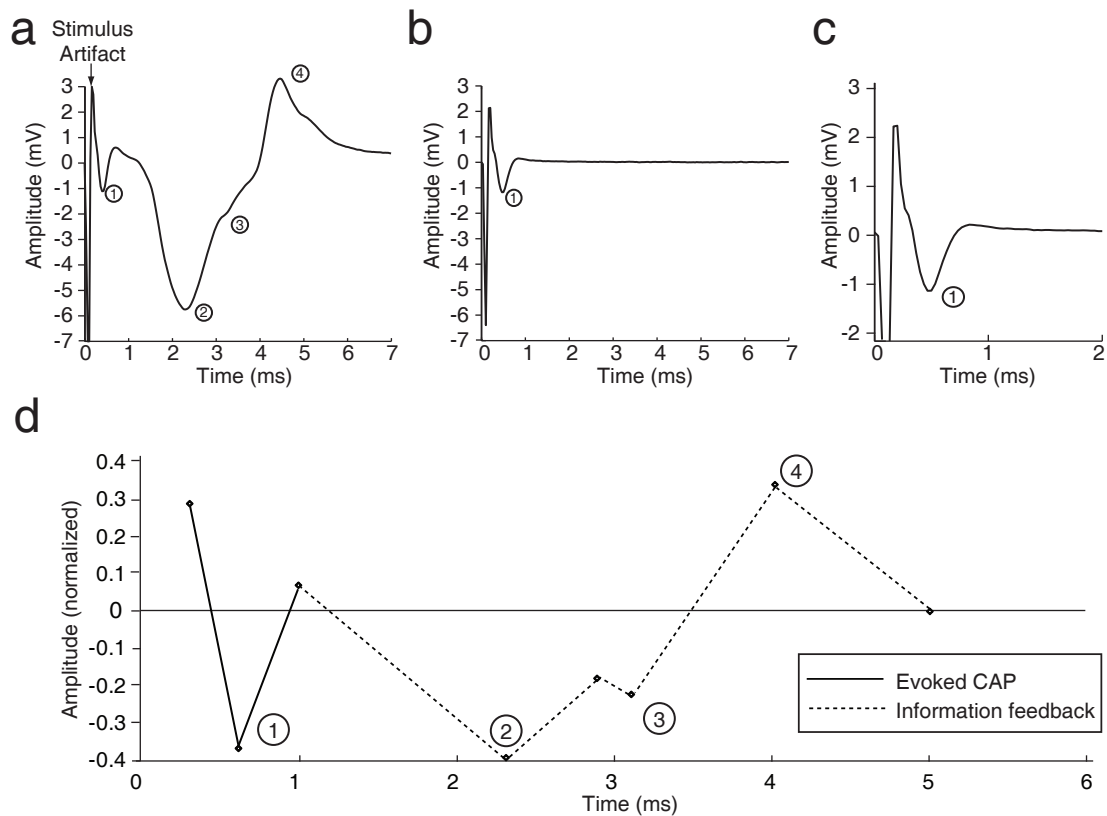 a
Stimulus
Artifact
Amplitude (mV)
3
2
1
0
-1
-2
-3
-4
-5
-6
-7
1
2
3
4
0 1 2 3 4 5 6 7
Time (ms)
b
Amplitude (mV)
3
2
1
0
-1
-2
-3
-4
-5
-6
-7
1
0 1 2 3 4 5 6 7
Time (ms)
c
Amplitude (mV)
3
2
1
0
-1
-2
1
0 1 2
Time (ms)
d
Amplitude (normalized)
0.4
0.3
0.2
0.1
0
-0.1
-0.2
-0.3
-0.4
1
2
3
4
Evoked CAP
Information feedback
0 1 2 3 4 5 6
Time (ms)